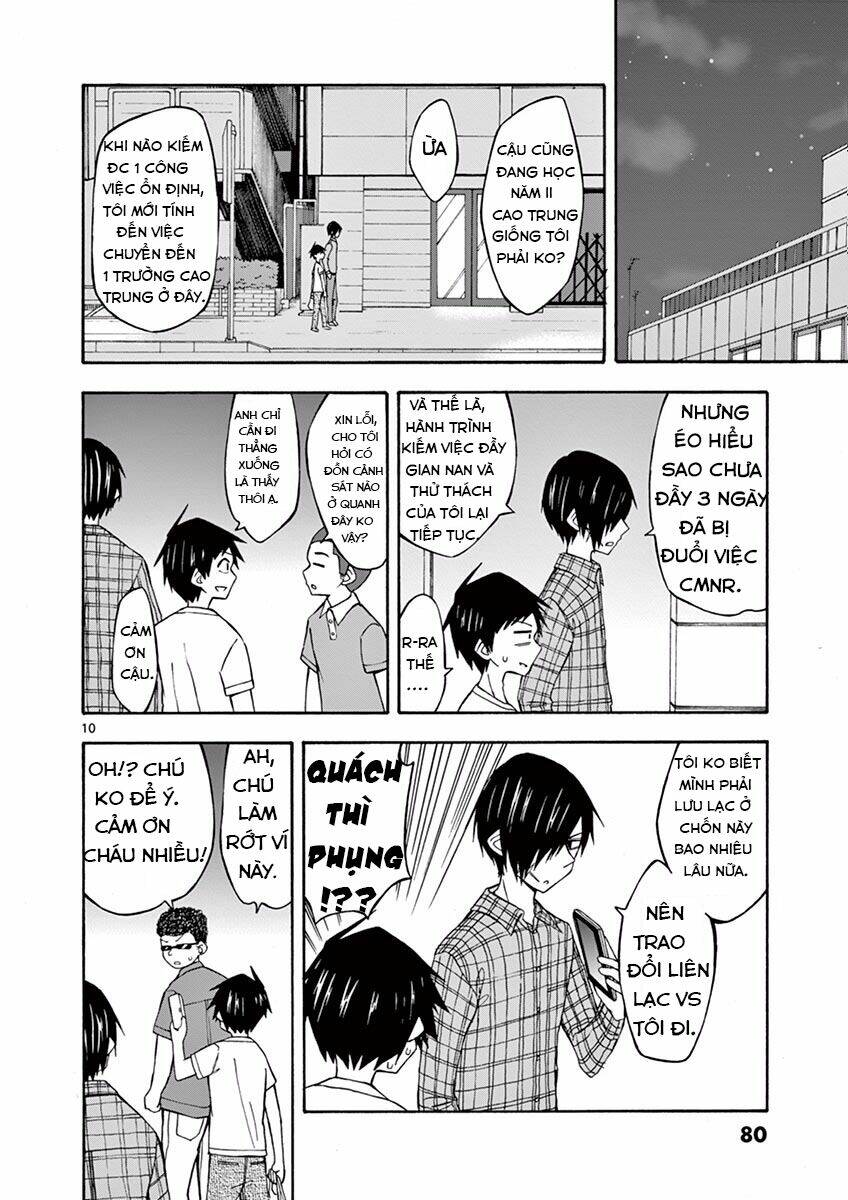 CẬU CŨNG
ĐANG HỌC
NĂM II
CAO TRUNG
GIỐNG TÔI
PHẢI KO?
ỪA
KHI NÀO KIẾM
ĐC 1 CÔNG
VIỆC ỔN ĐỊNH,
TÔI MỚI TÍNH
ĐẾN VIỆC
CHUYỂN ĐẾN
1 TRƯỜNG CAO
TRUNG Ở ĐÂY.
NHƯNG
ÉO HIỂU
SAO CHƯA
ĐẦY 3 NGÀY
ĐÃ BỊ
ĐUỔI VIỆC
CMNR.
VÀ THẾ LÀ,
HÀNH TRÌNH
KIẾM VIỆC ĐẦY
GIAN NAN VÀ
THỬ THÁCH
CỦA TÔI LẠI
TIẾP TỤC.
R-RA
THẾ
....
XIN LỖI,
CHO TÔI
HỎI CÓ
ĐỒN CẢNH
SÁT NÀO
Ở QUANH
ĐÂY KO
VẬY?
ANH CHỈ
CẦN ĐI
THẲNG
XUỐNG
LÀ THẤY
THÔI Ạ.
CẢM
ƠN
CẬU.
10
TÔI KO BIẾT
MÌNH PHẢI
LƯU LẠC Ở
CHỐN NÀY
BAO NHIÊU
LÂU NỮA.
NÊN
TRAO
ĐỔI LIÊN
LẠC VS
TÔI ĐI.
QUÁCH
THÌ
PHỤNG
!??
AH,
CHÚ
LÀM
RỚT VÍ
NÀY.
OH!? CHÚ
KO ĐỂ Ý.
CẢM ƠN
CHÁU NHIỀU!
80